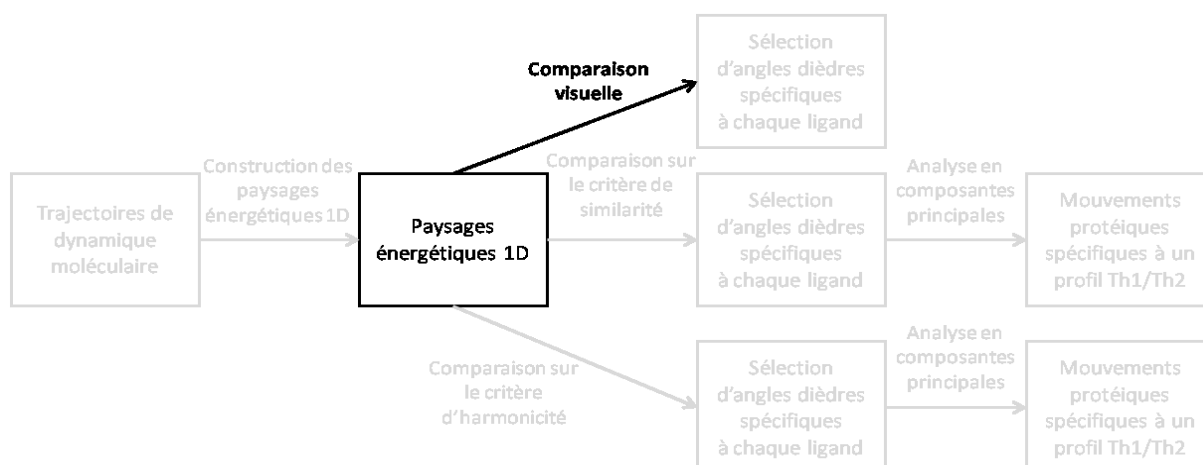 Sélection
d'angles dièdres
spécifiques
à chaque ligand
Comparaison
visuelle
Trajectoires de
dynamique
moléculaire
Construction des
paysages
énergétiques 1D
Paysages
énergétiques 1D
Comparaison sur
le critère de
similarité
Sélection
d'angles dièdres
spécifiques
à chaque ligand
Analyse en
composantes
principales
Mouvements
protéiques
spécifiques à un
profil Th1/Th2
Comparaison sur
le critère
d'harmonicité
Sélection
d'angles dièdres
spécifiques
à chaque ligand
Analyse en
composantes
principales
Mouvements
protéiques
spécifiques à un
profil Th1/Th2